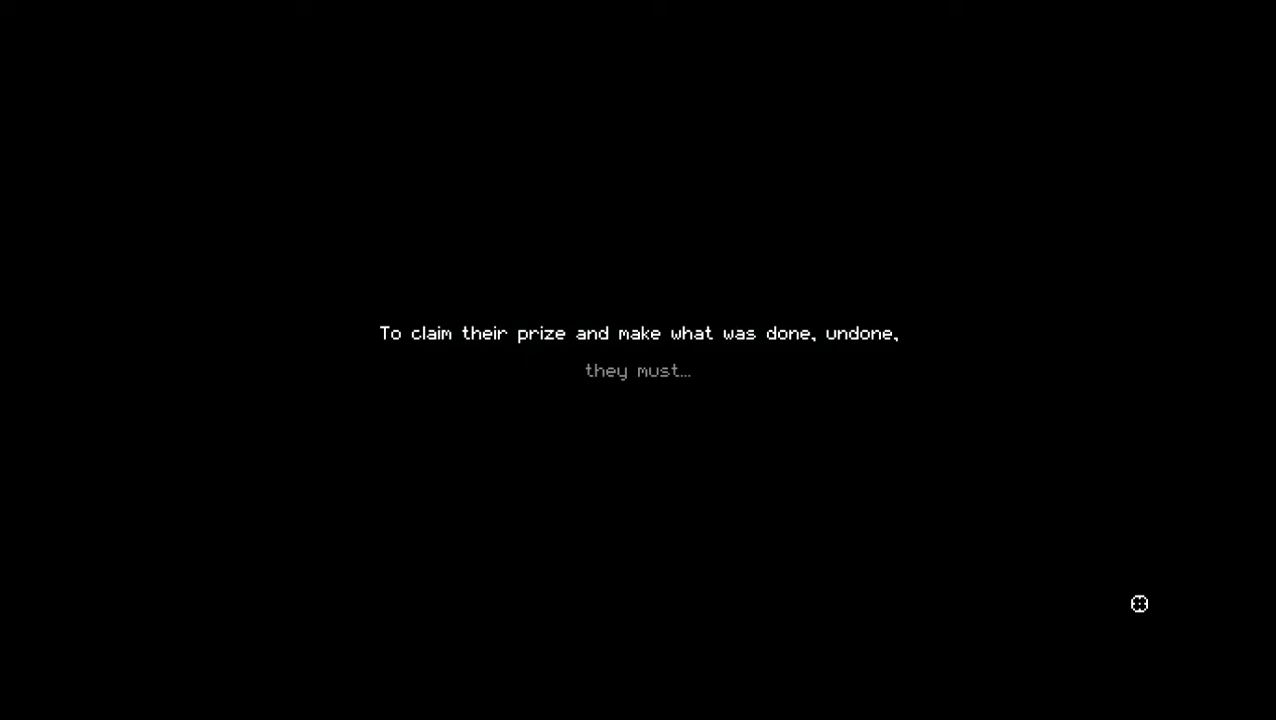 To claim their prize and make what was done, undone,
they must...